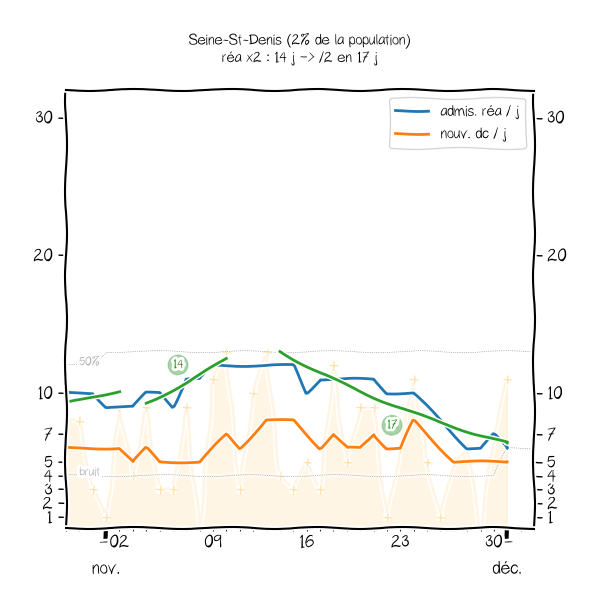 Seine-St-Denis (2% de la population)
réa x2 : 14 j -> /2 en 17 j
admis. réa / j
nouv. dc / j
30 30
20 20
50%
14
10 10
17
7 7
5 5
bruit
4 4
3 3
2 2
1 1
02 09 16 23 30
nov. déc.